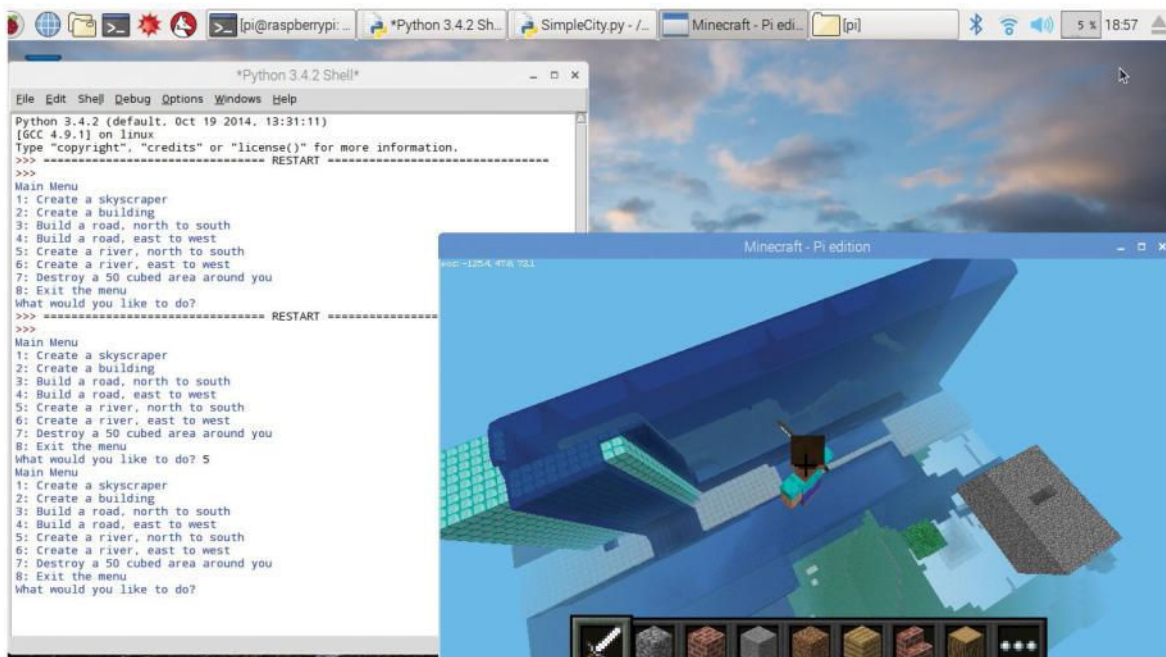 [pi@raspberrypi: ...
*Python 3.4.2 Sh...
SimpleCity.py - /...
Minecraft - Pi edi...
[pi]
5 %
18:57
*Python 3.4.2 Shell*
File Edit Shell Debug Options Windows Help
Python 3.4.2 (default, Oct 19 2014, 13:31:11)
[GCC 4.9.1] on linux
Type "copyright", "credits" or "license()" for more information.
>>> ================================ RESTART ================================
>>>
Main Menu
1: Create a skyscraper
2: Create a building
3: Build a road, north to south
4: Build a road, east to west
5: Create a river, north to south
6: Create a river, east to west
7: Destroy a 50 cubed area around you
8: Exit the menu
What would you like to do?
>>> ================================ RESTART =================
>>>
Main Menu
1: Create a skyscraper
2: Create a building
3: Build a road, north to south
4: Build a road, east to west
5: Create a river, north to south
6: Create a river, east to west
7: Destroy a 50 cubed area around you
8: Exit the menu
What would you like to do? 5
Main Menu
1: Create a skyscraper
2: Create a building
3: Build a road, north to south
4: Build a road, east to west
5: Create a river, north to south
6: Create a river, east to west
7: Destroy a 50 cubed area around you
8: Exit the menu
What would you like to do?
Minecraft - Pi edition